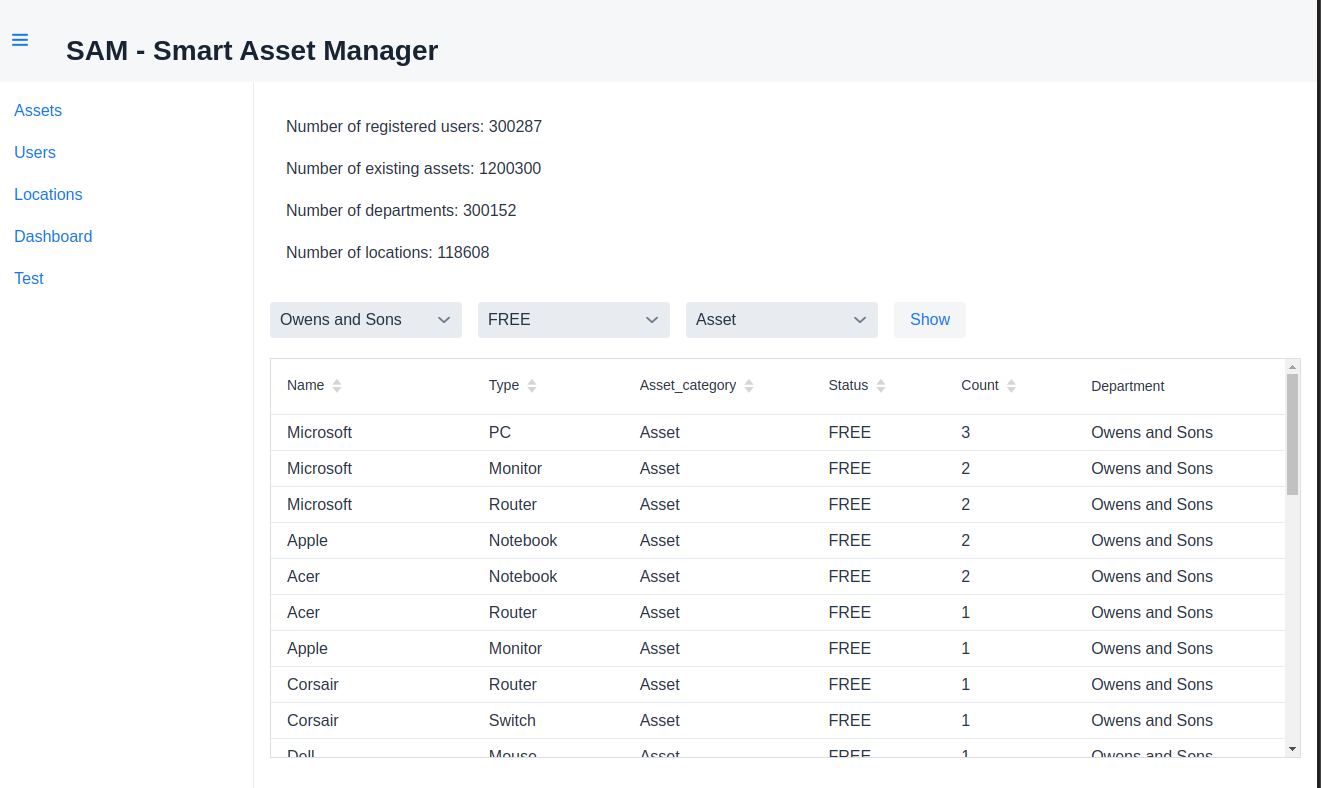 SAM - Smart Asset Manager
Assets
Users
Locations
Dashboard
Test
Number of registered users: 300287
Number of existing assets: 1200300
Number of departments: 300152
Number of locations: 118608
Owens and Sons FREE Asset Show
Name Type Asset_category Status Count Department
Microsoft PC Asset FREE 3 Owens and Sons
Microsoft Monitor Asset FREE 2 Owens and Sons
Microsoft Router Asset FREE 2 Owens and Sons
Apple Notebook Asset FREE 2 Owens and Sons
Acer Notebook Asset FREE 2 Owens and Sons
Acer Router Asset FREE 1 Owens and Sons
Apple Monitor Asset FREE 1 Owens and Sons
Corsair Router Asset FREE 1 Owens and Sons
Corsair Switch Asset FREE 1 Owens and Sons
Dell Mouse Asset FREE 1 Owens and Sons